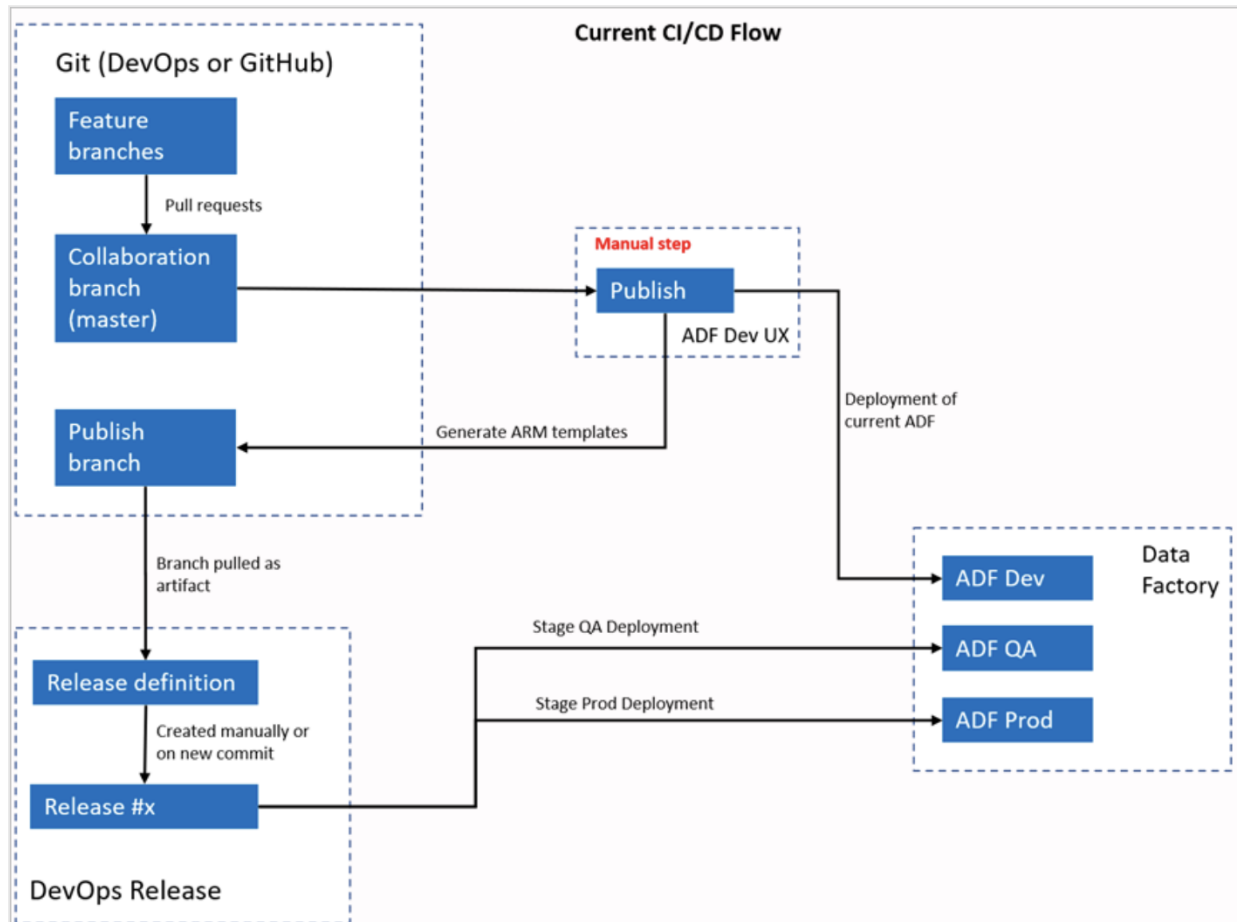 Current CI/CD Flow
Git (DevOps or GitHub)
Feature
branches
Pull requests
Collaboration
branch
(master)
Manual step
Publish
ADF Dev UX
Deployment of
current ADF
Generate ARM templates
Publish
branch
Branch pulled as
artifact
Data
Factory
ADF Dev
ADF QA
ADF Prod
Stage QA Deployment
Stage Prod Deployment
Release definition
Created manually or
on new commit
Release #x
DevOps Release